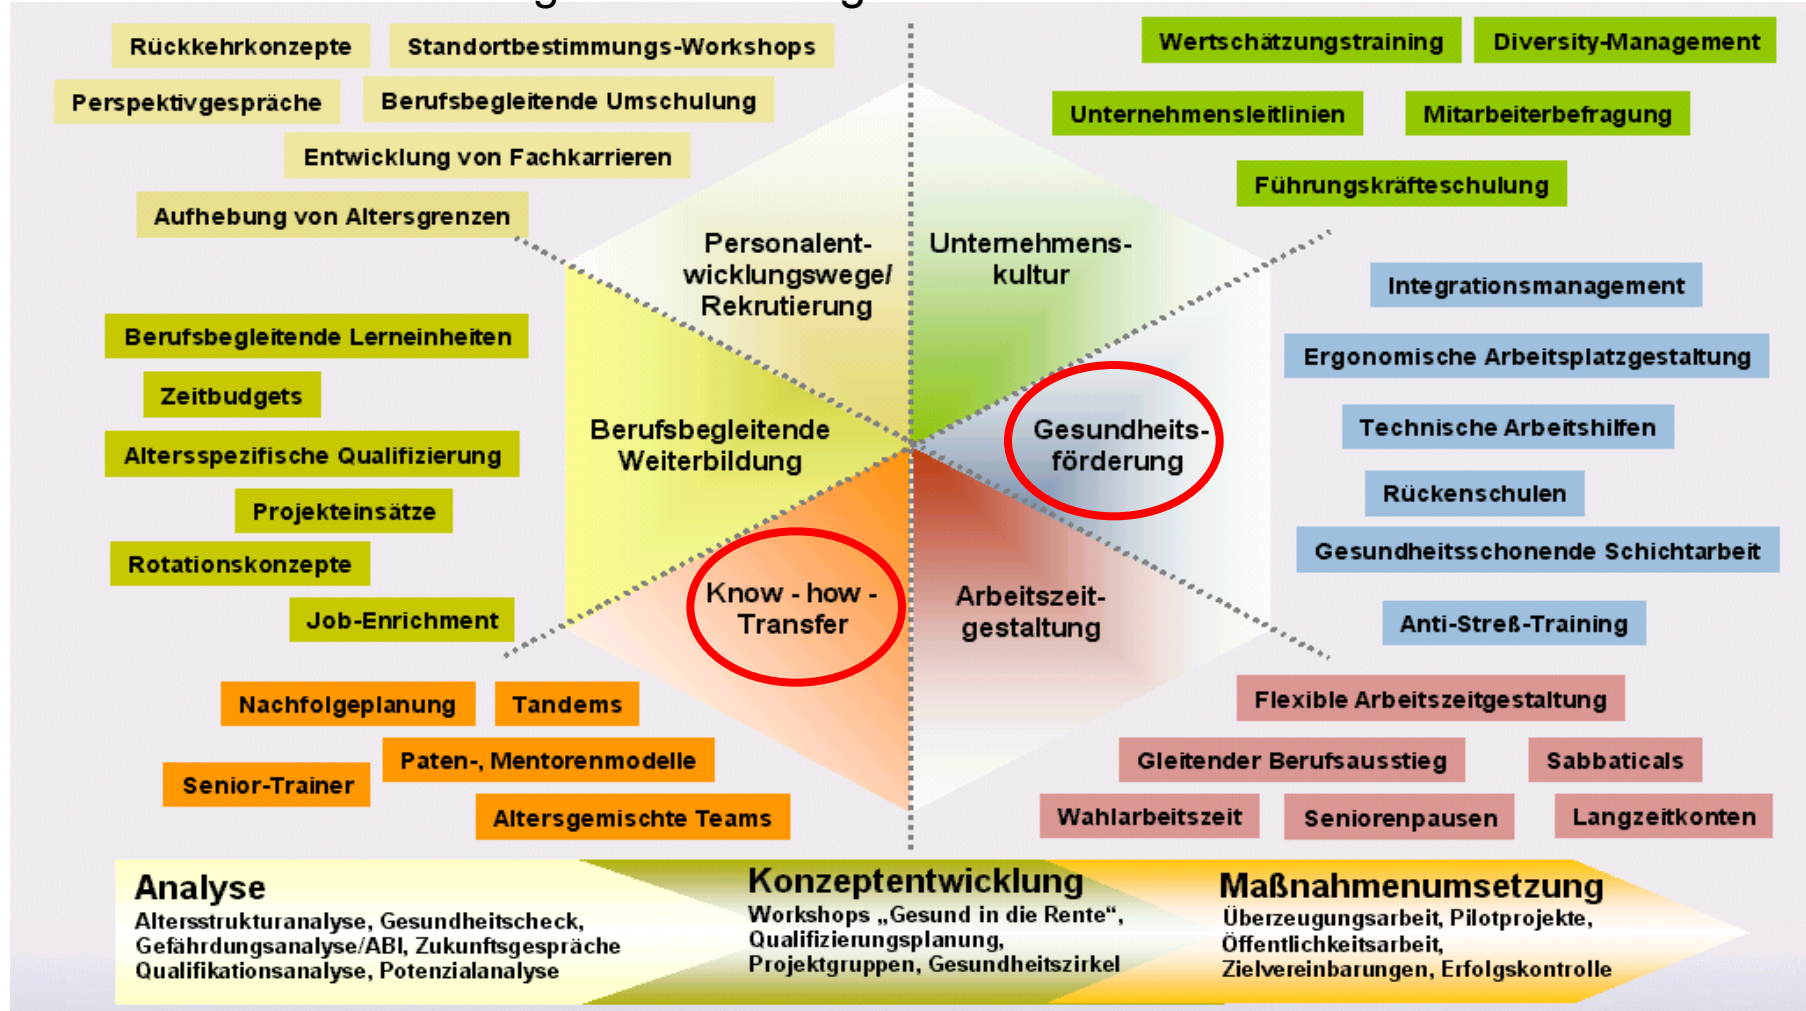 Rückkehrkonzepte
Standortbestimmungs-Workshops
Perspektivgespräche
Berufsbegleitende Umschulung
Entwicklung von Fachkarrieren
Aufhebung von Altersgrenzen
Wertschätzungstraining
Diversity-Management
Unternehmensleitlinien
Mitarbeiterbefragung
Führungskräfteschulung
Personalent-
wicklungswege/
Rekrutierung
Unternehmens-
kultur
Berufsbegleitende Lerneinheiten
Zeitbudgets
Altersspezifische Qualifizierung
Projekteinsätze
Rotationskonzepte
Job-Enrichment
Berufsbegleitende
Weiterbildung
Gesundheits-
förderung
Integrationsmanagement
Ergonomische Arbeitsplatzgestaltung
Technische Arbeitshilfen
Rückenschulen
Gesundheitsschonende Schichtarbeit
Anti-Streß-Training
Know - how -
Transfer
Arbeitszeit-
gestaltung
Nachfolgeplanung
Tandems
Paten-, Mentorenmodelle
Senior-Trainer
Altersgemischte Teams
Flexible Arbeitszeitgestaltung
Gleitender Berufsausstieg
Sabbaticals
Wahlarbeitszeit
Seniorenpausen
Langzeitkonten
Analyse
Altersstrukturanalyse, Gesundheitscheck,
Gefährdungsanalyse/ABI, Zukunftsgespräche
Qualifikationsanalyse, Potenzialanalyse
Konzeptentwicklung
Workshops „Gesund in die Rente“,
Qualifizierungsplanung,
Projektgruppen, Gesundheitszirkel
Maßnahmenumsetzung
Überzeugungsarbeit, Pilotprojekte,
Öffentlichkeitsarbeit,
Zielvereinbarungen, Erfolgskontrolle